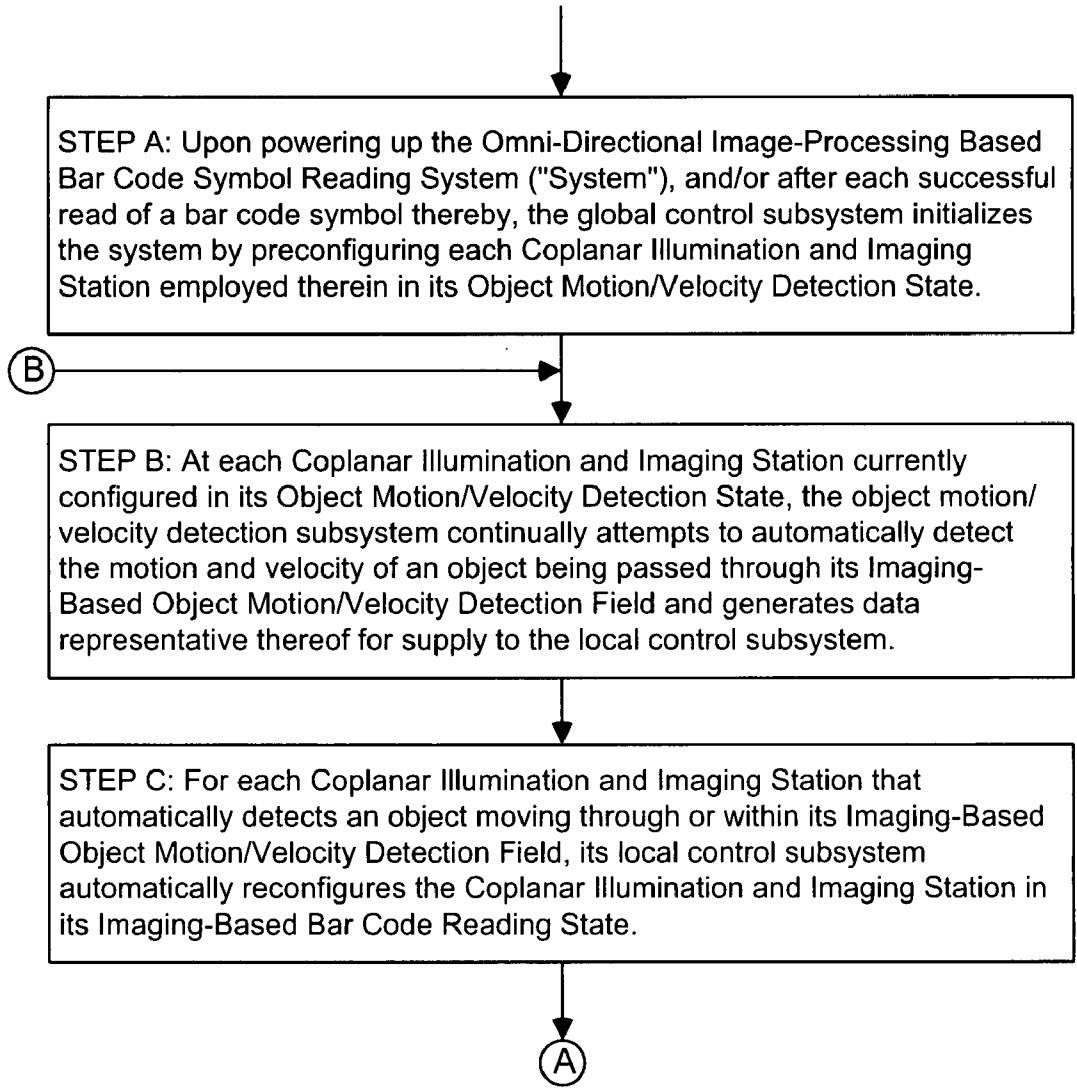 STEP A: Upon powering up the Omni-Directional Image-Processing Based
Bar Code Symbol Reading System ("System"), and/or after each successful
read of a bar code symbol thereby, the global control subsystem initializes
the system by preconfiguring each Coplanar Illumination and Imaging
Station employed therein in its Object Motion/Velocity Detection State.
B
STEP B: At each Coplanar Illumination and Imaging Station currently
configured in its Object Motion/Velocity Detection State, the object motion/
velocity detection subsystem continually attempts to automatically detect
the motion and velocity of an object being passed through its Imaging-
Based Object Motion/Velocity Detection Field and generates data
representative thereof for supply to the local control subsystem.
STEP C: For each Coplanar Illumination and Imaging Station that
automatically detects an object moving through or within its Imaging-Based
Object Motion/Velocity Detection Field, its local control subsystem
automatically reconfigures the Coplanar Illumination and Imaging Station in
its Imaging-Based Bar Code Reading State.
A